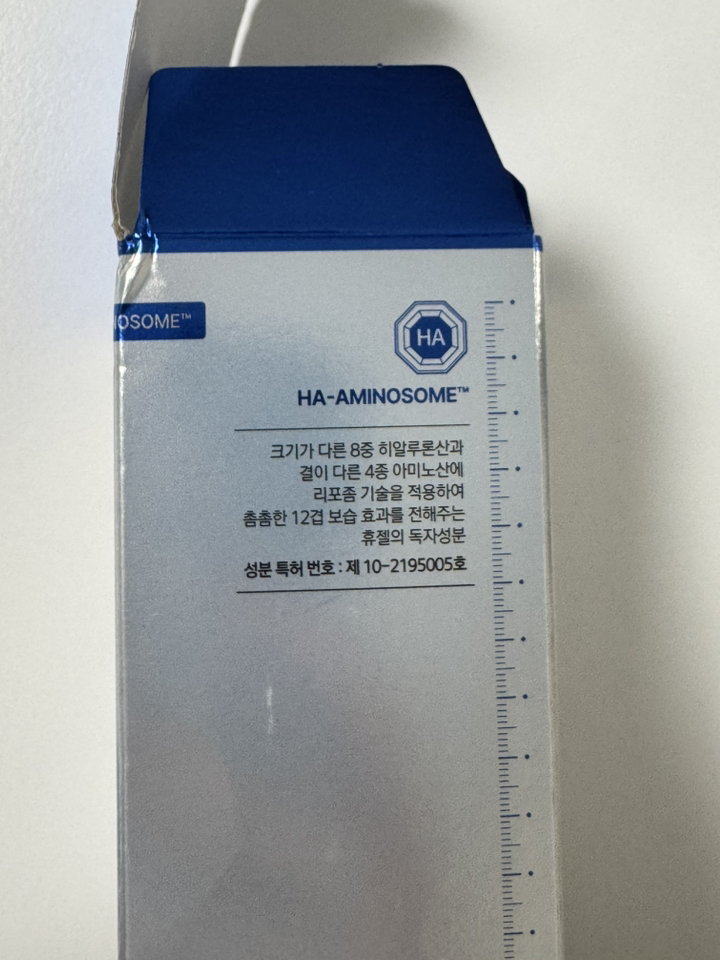 OSOME™
HA
HA-AMINOSOME™
크기가 다른 8중 히알루론산과
결이 다른 4종 아미노산에
리포좀 기술을 적용하여
촘촘한 12겹 보습 효과를 전해주는
휴젤의 독자성분
성분 특허 번호 : 제 10-2195005호